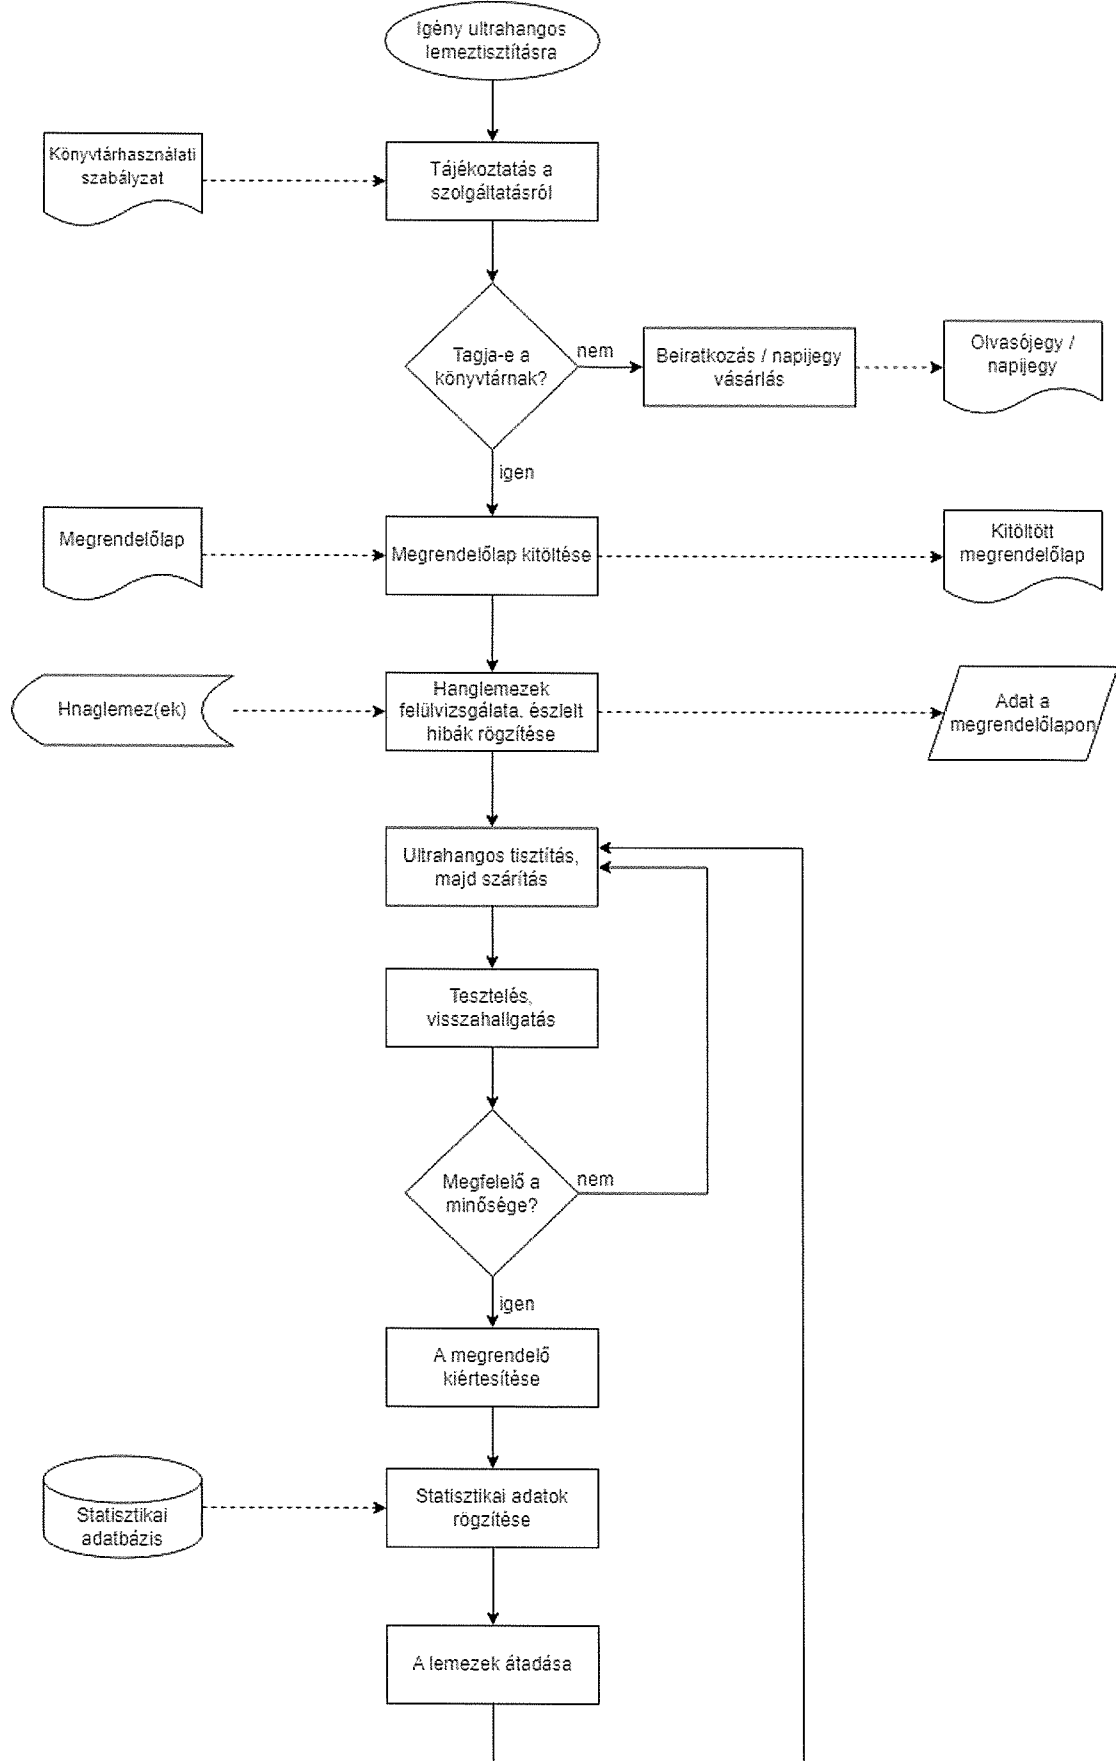 Igény ultrahangos
lemeztisztításra
Könyvtárhasználati
szabályzat
Tájékoztatás a
szolgáltatásról
Tagja-e a
könyvtárnak?
nem
Beiratkozás / napijegy
vásárlás
Olvasójegy /
napijegy
igen
Megrendelőlap
Megrendelőlap kitöltése
Kitöltött
megrendelőlap
Hnaglemez(ek)
Hanglemezek
felülvizsgálata. észlelt
hibák rögzítése
Adat a
megrendelőlapon
Ultrahangos tisztítás,
majd szárítás
Tesztelés,
visszahallgatás
Megfelelő a
minősége?
nem
igen
A megrendelő
kiértesítése
Statisztikai
adatbázis
Statisztikai adatok
rögzítése
A lemezek átadása